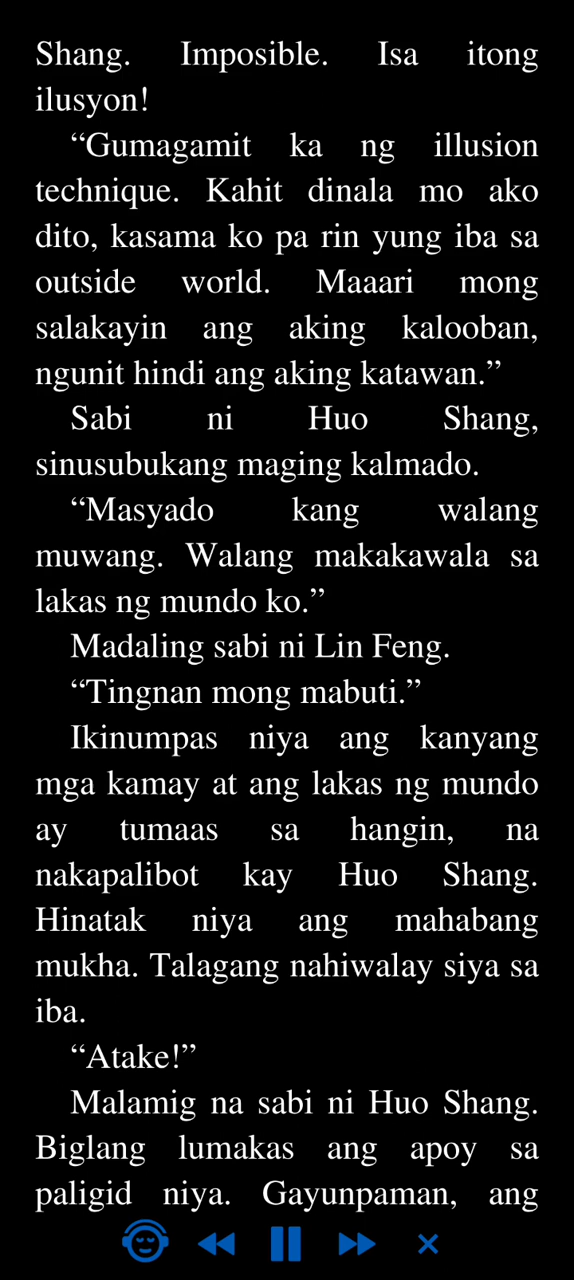 Shang. Imposible. Isa itong
ilusyon!
“Gumagamit ka ng illusion
technique. Kahit dinala mo ako
dito, kasama ko pa rin yung iba sa
outside world. Maaari mong
salakayin ang aking kalooban,
ngunit hindi ang aking katawan.”
Sabi ni Huo Shang,
sinusubukang maging kalmado.
“Masyado kang walang
muwang. Walang makakawala sa
lakas ng mundo ko.”
Madaling sabi ni Lin Feng.
“Tingnan mong mabuti.”
Ikinumpas niya ang kanyang
mga kamay at ang lakas ng mundo
ay tumaas sa hangin, na
nakapalibot kay Huo Shang.
Hinatak niya ang mahabang
mukha. Talagang nahiwalay siya sa
iba.
“Atake!”
Malamig na sabi ni Huo Shang.
Biglang lumakas ang apoy sa
paligid niya. Gayunpaman, ang